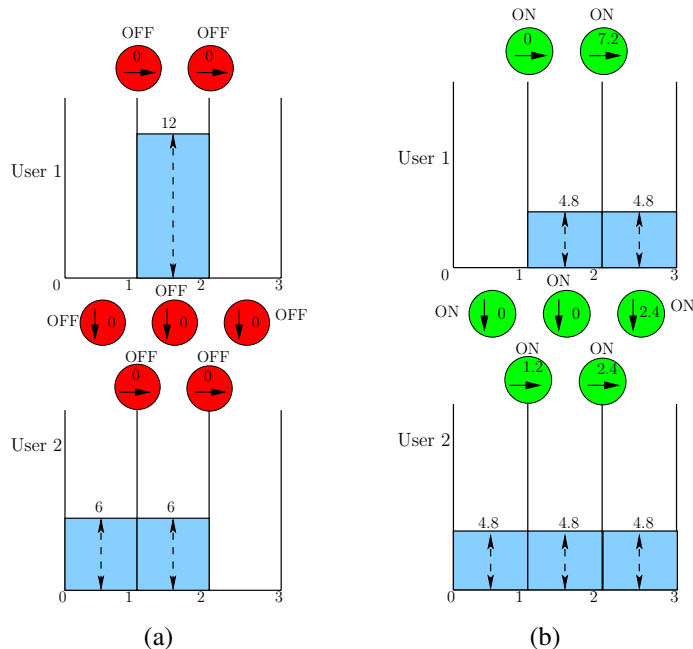 OFF OFF
0 0
12
User 1
0 1 2 3
OFF
OFF 0 0 0 OFF
OFF OFF
0 0
User 2
6 6
0 1 2 3
(a)
ON ON
0 7.2
User 1
4.8 4.8
0 1 2 3
ON
ON 0 0 2.4 ON
ON ON
1.2 2.4
User 2
4.8 4.8 4.8
0 1 2 3
(b)